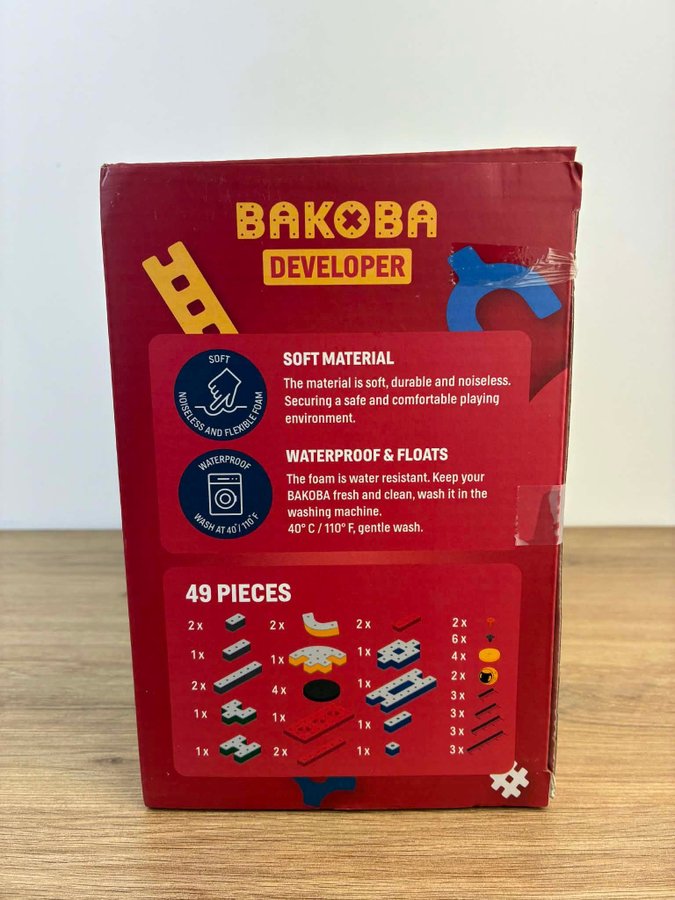 BAKOBA
DEVELOPER
SOFT
NOISELESS AND FLEXIBLE FOAM
SOFT MATERIAL
The material is soft, durable and noiseless.
Securing a safe and comfortable playing
environment.
WATERPROOF
WASH AT 40°/ 110°F
WATERPROOF & FLOATS
The foam is water resistant. Keep your
BAKOBA fresh and clean, wash it in the
washing machine.
40° C / 110° F, gentle wash.
49 PIECES
2 x
1 x
2 x
1 x
1 x
2 x
1 x
4 x
1 x
2 x
2 x
1 x
1 x
1 x
1 x
2 x
6 x
4 x
2 x
3 x
3 x
3 x
3 x